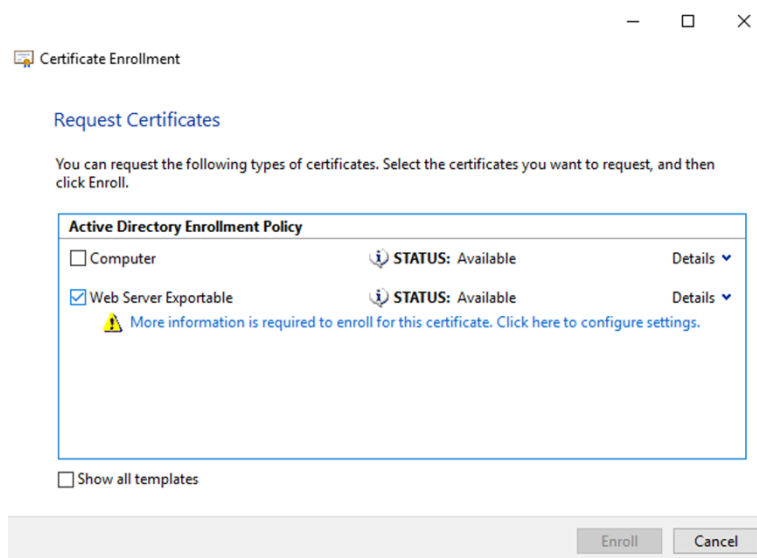 Certificate Enrollment
Request Certificates
You can request the following types of certificates. Select the certificates you want to request, and then
click Enroll.
Active Directory Enrollment Policy
Computer STATUS: Available Details
Web Server Exportable STATUS: Available Details
More information is required to enroll for this certificate. Click here to configure settings.
Show all templates
Enroll Cancel